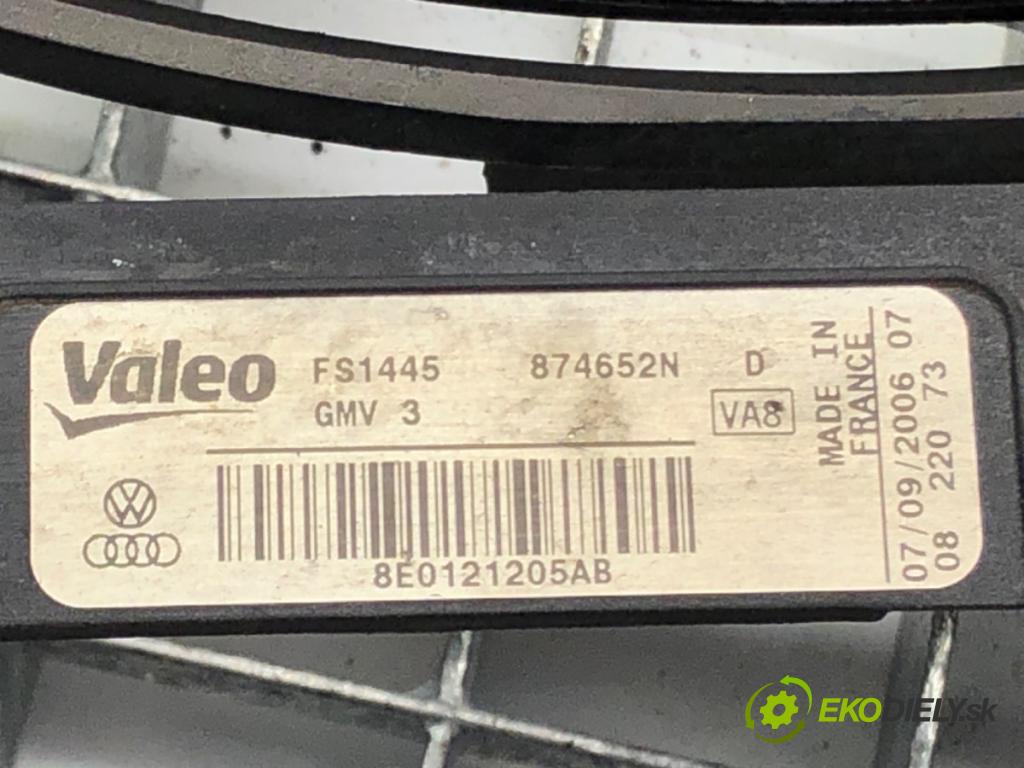 Valeo FS1445 874652N D
GMV 3 VA8
8E0121205AB
MADE IN
FRANCE
07/09/2006 07
08 220 73
EKODIELY.sk